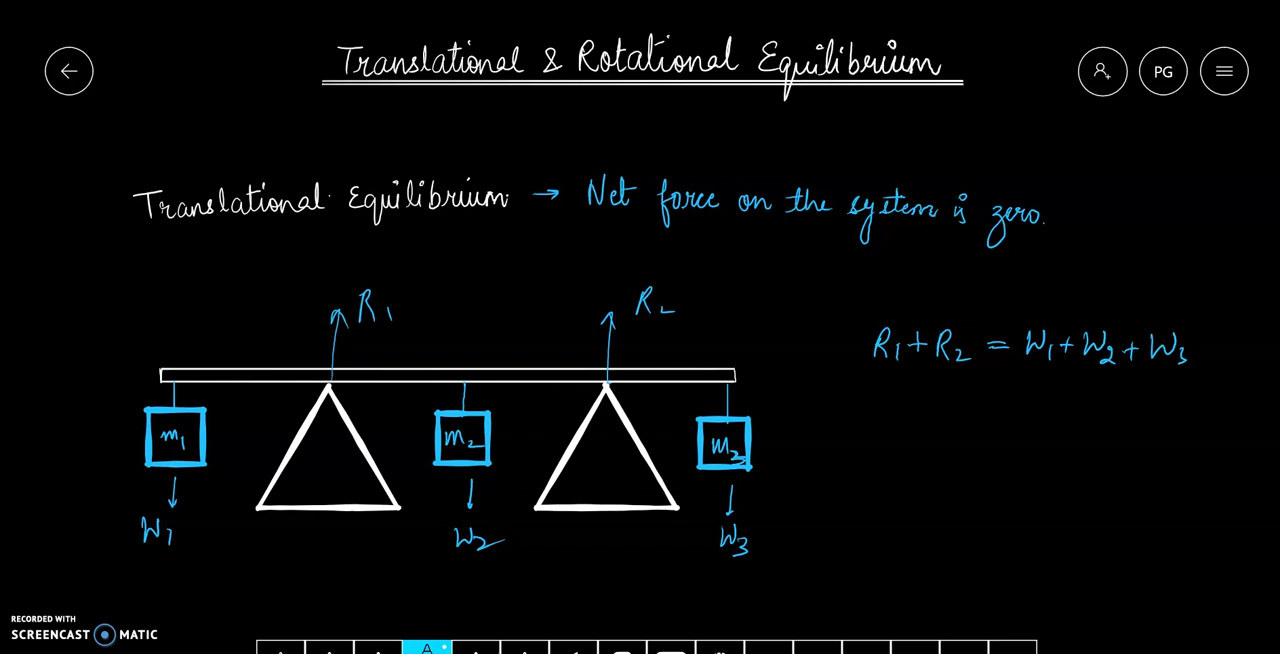 Translational & Rotational Equilibrium
PG
Translational Equilibrium → Net force on the system is zero.
R1 R2
R1 + R2 = W1 + W2 + W3
m1 m2 m3
W1 W2 W3
RECORDED WITH
SCREENCAST MATIC
A